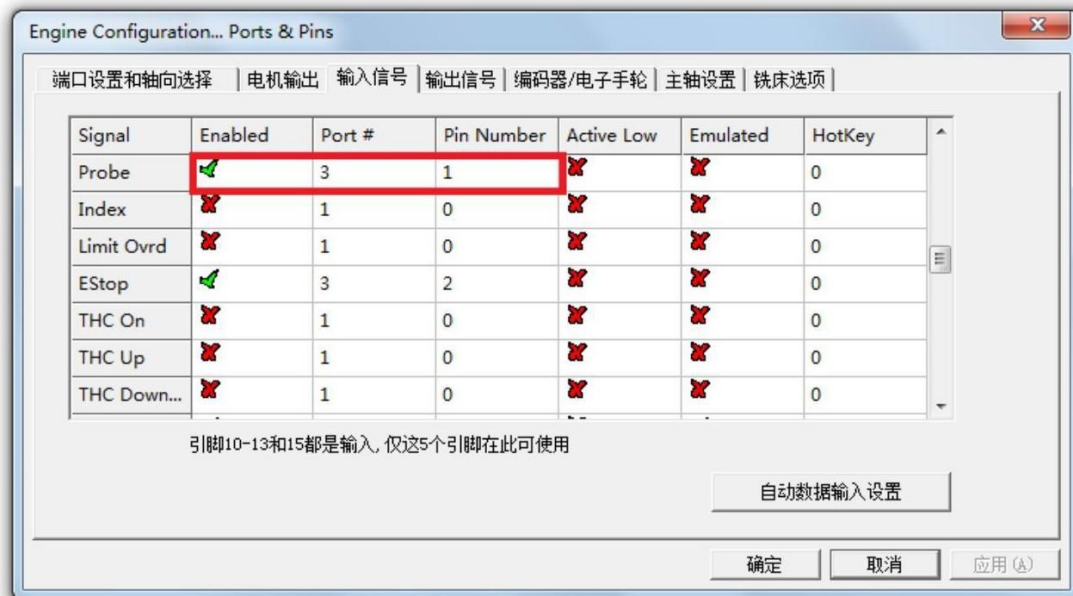 Engine Configuration... Ports & Pins
端口设置和轴向选择 电机输出 输入信号 输出信号 编码器/电子手轮 主轴设置 铣床选项
Signal Enabled Port # Pin Number Active Low Emulated HotKey
Probe 3 1 0
Index 1 0 0
Limit Ovrd 1 0 0
EStop 3 2 0
THC On 1 0 0
THC Up 1 0 0
THC Down... 1 0 0
引脚10-13和15都是输入,仅这5个引脚在此可使用
自动数据输入设置
确定 取消 应用(A)